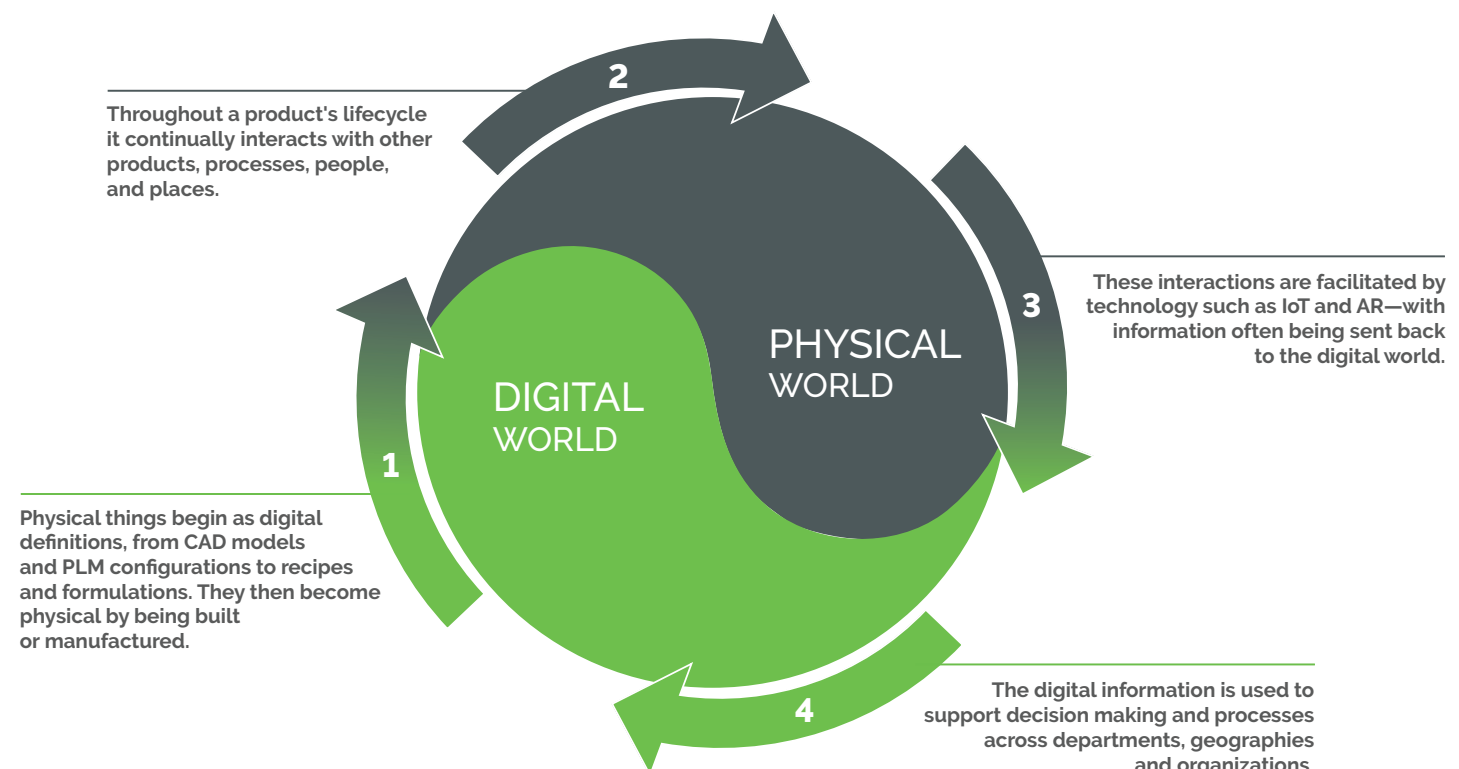 2
Throughout a product's lifecycle
it continually interacts with other
products, processes, people,
and places.
3
These interactions are facilitated by
technology such as IoT and AR—with
information often being sent back
to the digital world.
PHYSICAL
WORLD
DIGITAL
WORLD
1
Physical things begin as digital
definitions, from CAD models
and PLM configurations to recipes
and formulations. They then become
physical by being built
or manufactured.
4
The digital information is used to
support decision making and processes
across departments, geographies
and organizations.